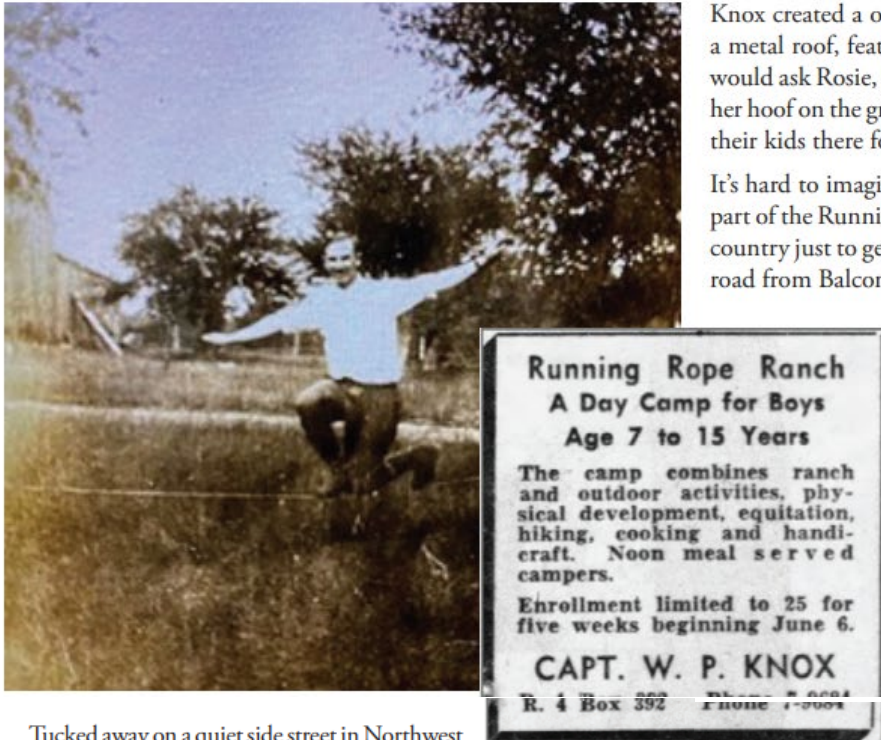 Knox created a o
a metal roof, feat
would ask Rosie,
her hoof on the gr
their kids there f
It's hard to imagi
part of the Runni
country just to ge
road from Balcon
Running Rope Ranch
A Day Camp for Boys
Age 7 to 15 Years
The camp combines ranch
and outdoor activities, phy-
sical development, equitation,
hiking, cooking and handi-
craft. Noon meal served
campers.
Enrollment limited to 25 for
five weeks beginning June 6.
CAPT. W. P. KNOX
R. 4 Box 392 Phone 7-9684
Tucked away on a quiet side street in Northwest